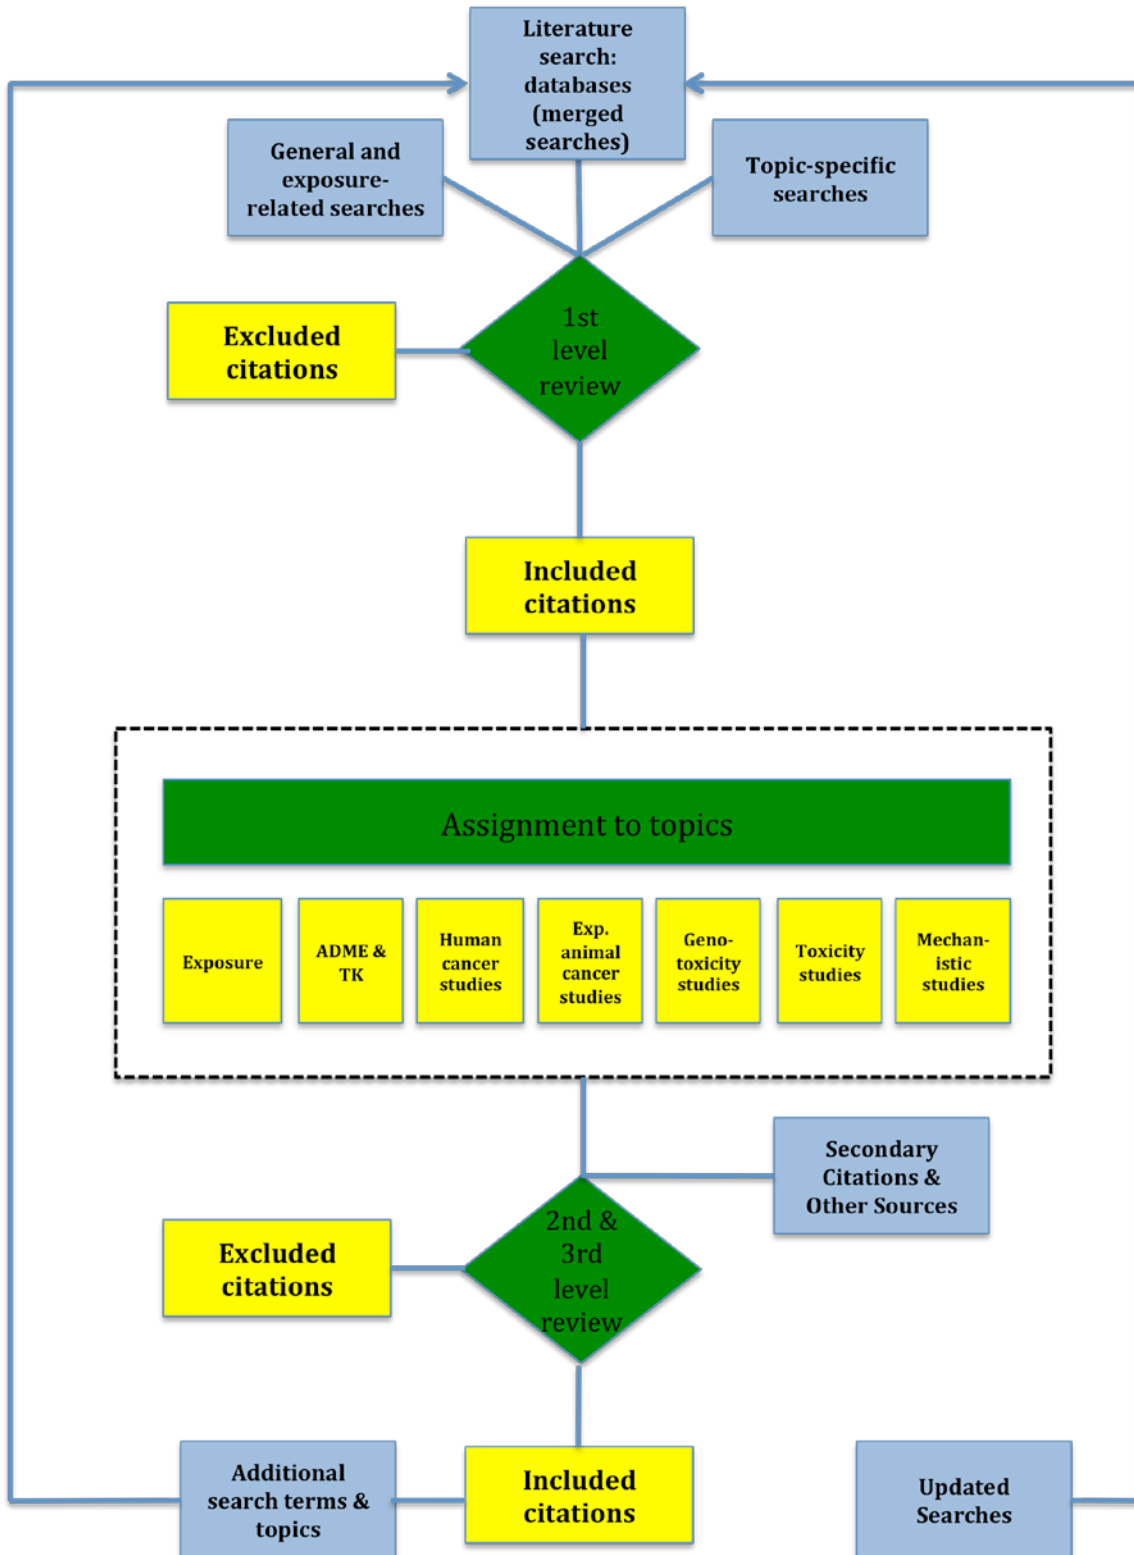 Literature
search:
databases
(merged
searches)
General and
exposure-
related searches
Topic-specific
searches
1st
level
review
Excluded
citations
Included
citations
Assignment to topics
Exposure
ADME &
TK
Human
cancer
studies
Exp.
animal
cancer
studies
Geno-
toxicity
studies
Toxicity
studies
Mechan-
istic
studies
Secondary
Citations &
Other Sources
2nd &
3rd
level
review
Excluded
citations
Additional
search terms &
topics
Included
citations
Updated
Searches